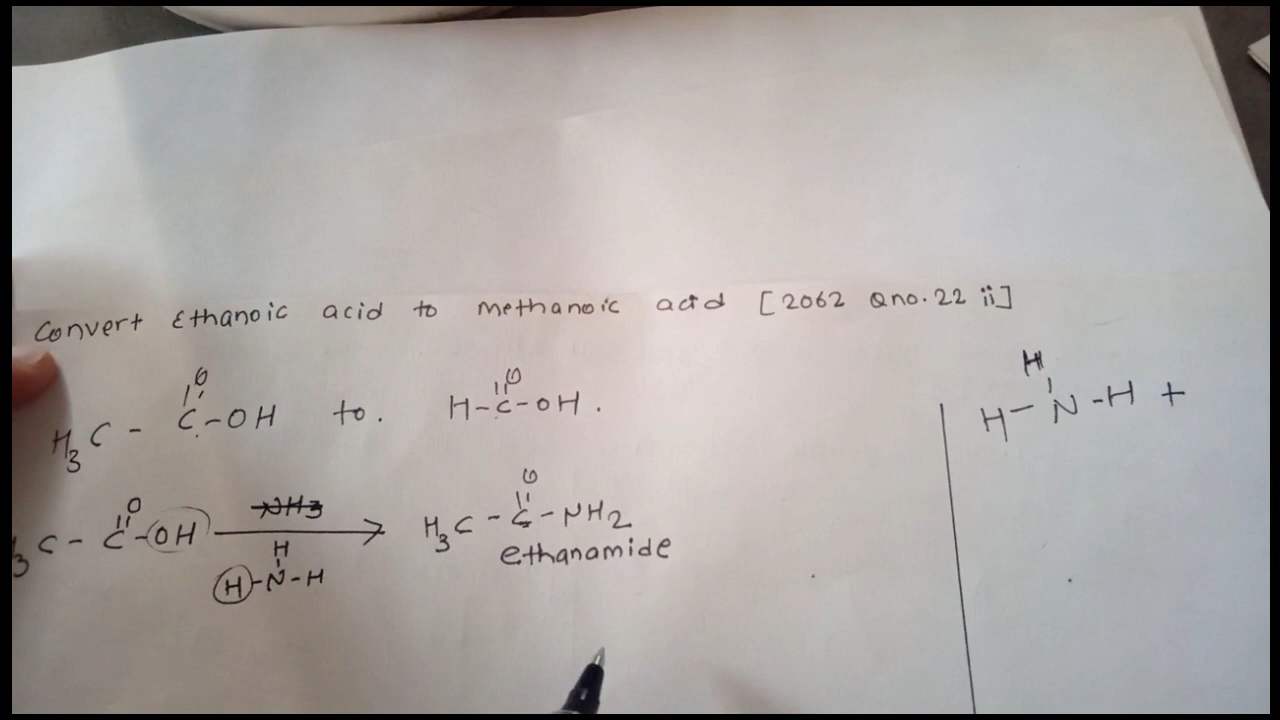 convert Ethanoic acid to methanoic acid [2062 Qno. 22 ii]
O
H3C - C - OH to. H-C-OH.
O
H
H - N - H +
O
3C - C - OH NH3 H3C - C - NH2
O
H
H-N-H
ethanamide